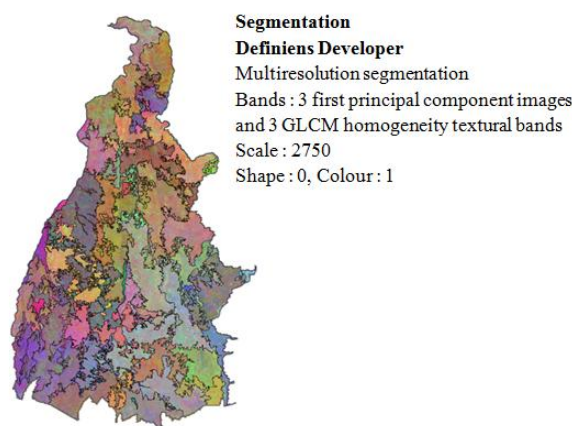 Segmentation
Definiens Developer
Multiresolution segmentation
Bands : 3 first principal component images
and 3 GLCM homogeneity textural bands
Scale : 2750
Shape : 0, Colour : 1